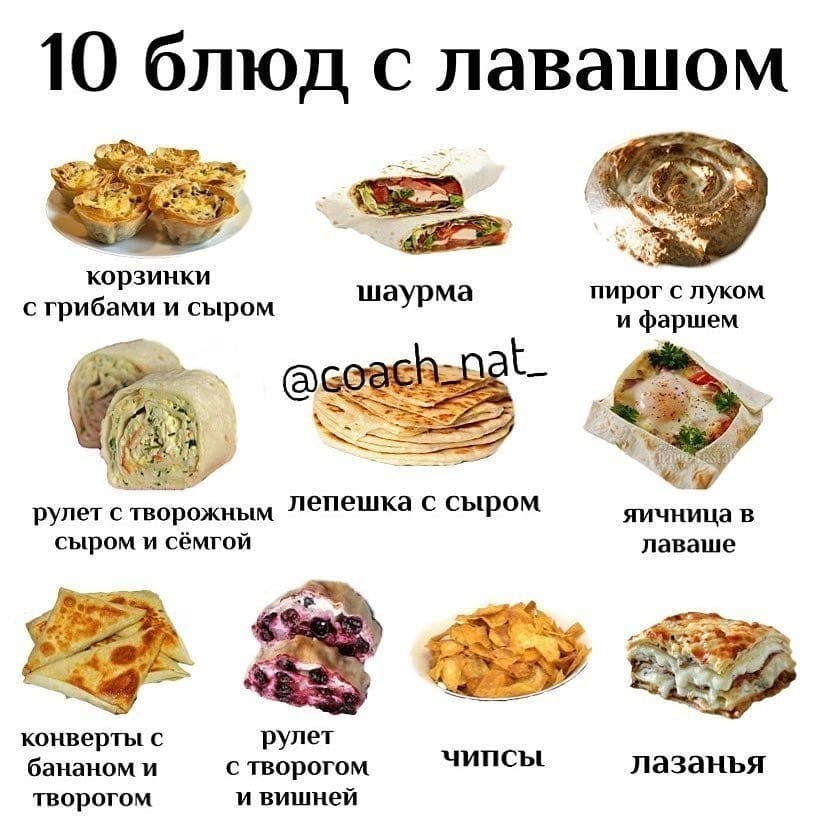 10 блюд с лавашом
корзинки
с грибами и сыром
шаурма
пирог с луком
и фаршем
@coach_nat_
рулет с творожным
сыром и сёмгой
лепешка с сыром
яичница в
лаваше
конверты с
бананом и
творогом
рулет
с творогом
и вишней
чипсы
лазанья